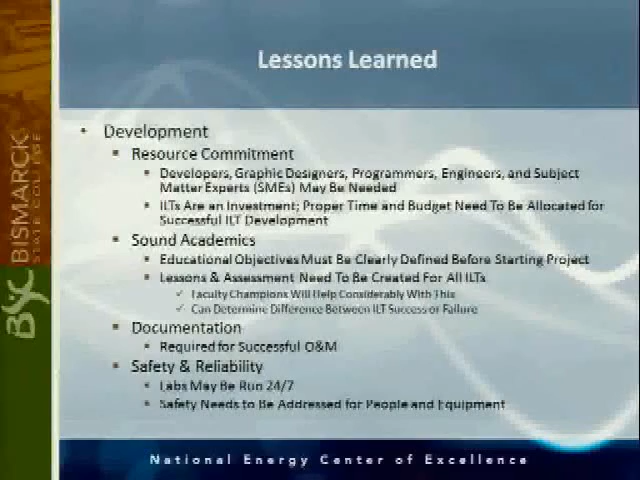 Lessons Learned
• Development
▪ Resource Commitment
▪ Developers, Graphic Designers, Programmers, Engineers, and Subject
Matter Experts (SMEs) May Be Needed
▪ ILTs Are an Investment; Proper Time and Budget Need To Be Allocated for
Successful ILT Development
▪ Sound Academics
▪ Educational Objectives Must Be Clearly Defined Before Starting Project
▪ Lessons & Assessment Need To Be Created For All ILTs
✓ Faculty Champions Will Help Considerably With This
✓ Can Determine Difference Between ILT Success or Failure
▪ Documentation
▪ Required for Successful O&M
▪ Safety & Reliability
▪ Labs May Be Run 24/7
▪ Safety Needs to Be Addressed for People and Equipment
National Energy Center of Excellence
BSC BISMARCK
STATE COLLEGE